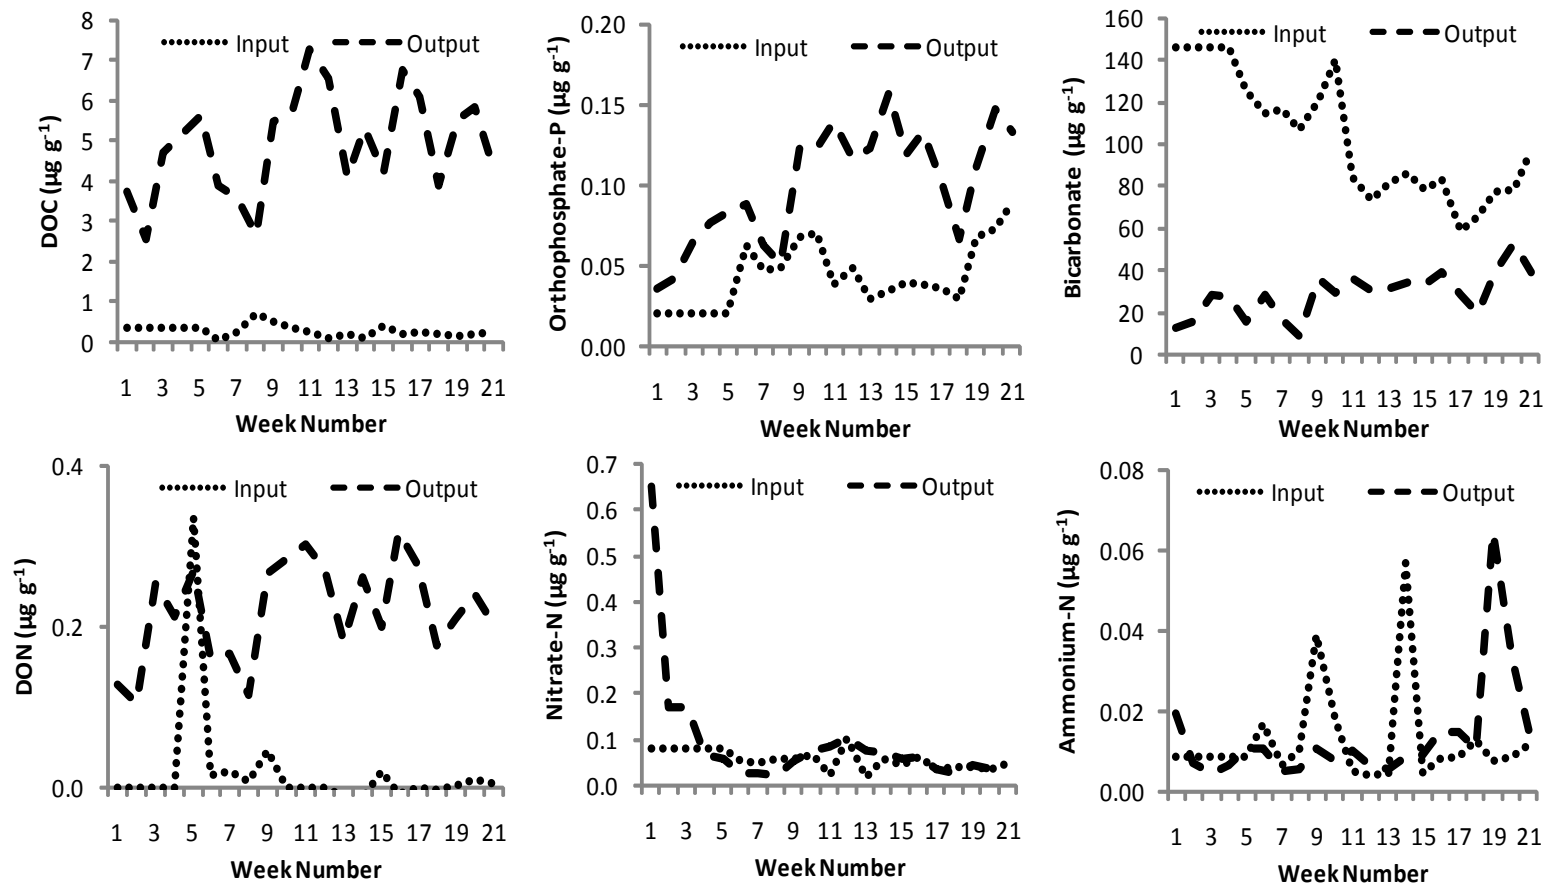 DOC (µg g-1)
8
7
6
5
4
3
2
1
0
Input Output
1 3 5 7 9 11 13 15 17 19 21
Week Number
Orthophosphate-P (µg g-1)
0.20
0.15
0.10
0.05
0.00
Input Output
1 3 5 7 9 11 13 15 17 19 21
Week Number
Bicarbonate (µg g-1)
160
140
120
100
80
60
40
20
0
Input Output
1 3 5 7 9 11 13 15 17 19 21
Week Number
DON (µg g-1)
0.4
0.2
0.0
Input Output
1 3 5 7 9 11 13 15 17 19 21
Week Number
Nitrate-N (µg g-1)
0.7
0.6
0.5
0.4
0.3
0.2
0.1
0.0
Input Output
1 3 5 7 9 11 13 15 17 19 21
Week Number
Ammonium-N (µg g-1)
0.08
0.06
0.04
0.02
0.00
Input Output
1 3 5 7 9 11 13 15 17 19 21
Week Number